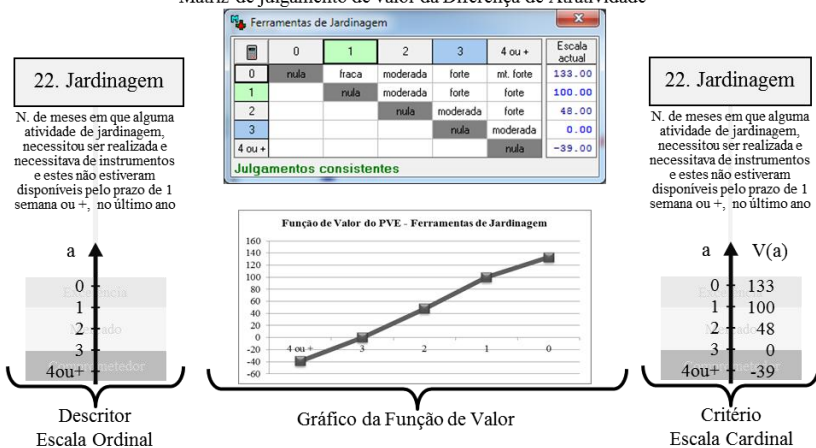 Matriz de Julgamento de Valor da Diferença de Atratividade
Ferramentas de Jardinagem
0 1 2 3 4 ou + Escala actual
0 nula fraca moderada forte mt. forte 133.00
1 nula moderada forte forte 100.00
2 nula moderada forte 48.00
3 nula moderada 0.00
4 ou + nula -39.00
Julgamentos consistentes
22. Jardinagem
N. de meses em que alguma
atividade de jardinagem,
necessitou ser realizada e
necessitava de instrumentos
e estes não estiveram
disponíveis pelo prazo de 1
semana ou +, no último ano
a
0
1
2
3
4ou+
Excelência
Mercado
Comprometedor
Descritor
Escala Ordinal
Função de Valor do PVE - Ferramentas de Jardinagem
160
140
120
100
80
60
40
20
0
-20
-40
-60
4 ou + 3 2 1 0
Gráfico da Função de Valor
22. Jardinagem
N. de meses em que alguma
atividade de jardinagem,
necessitou ser realizada e
necessitava de instrumentos
e estes não estiveram
disponíveis pelo prazo de 1
semana ou +, no último ano
a V(a)
0 133
1 100
2 48
3 0
4ou+ -39
Critério
Escala Cardinal